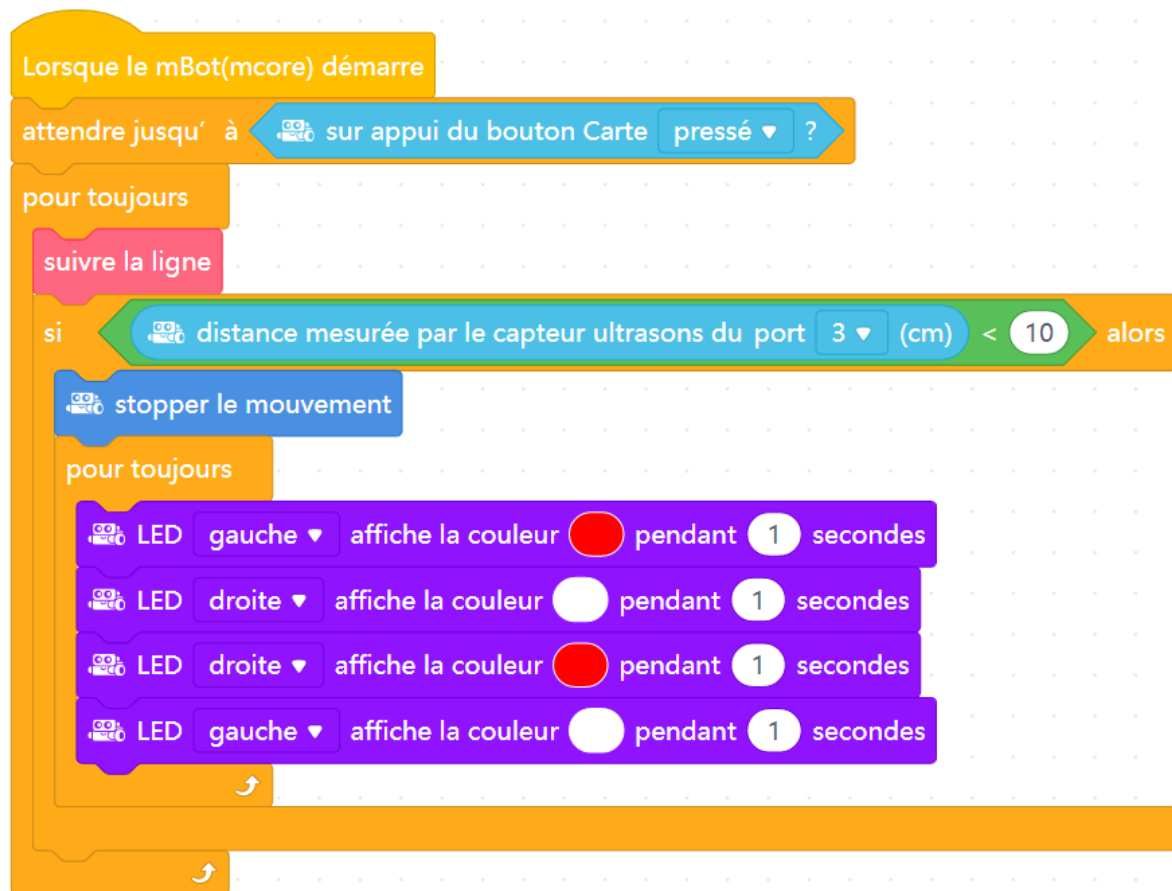 Lorsque le mBot(mcore) démarre
attendre jusqu' à sur appui du bouton Carte pressé ?
pour toujours
suivre la ligne
si distance mesurée par le capteur ultrasons du port 3 (cm) < 10 alors
stopper le mouvement
pour toujours
LED gauche affiche la couleur pendant 1 secondes
LED droite affiche la couleur pendant 1 secondes
LED droite affiche la couleur pendant 1 secondes
LED gauche affiche la couleur pendant 1 secondes